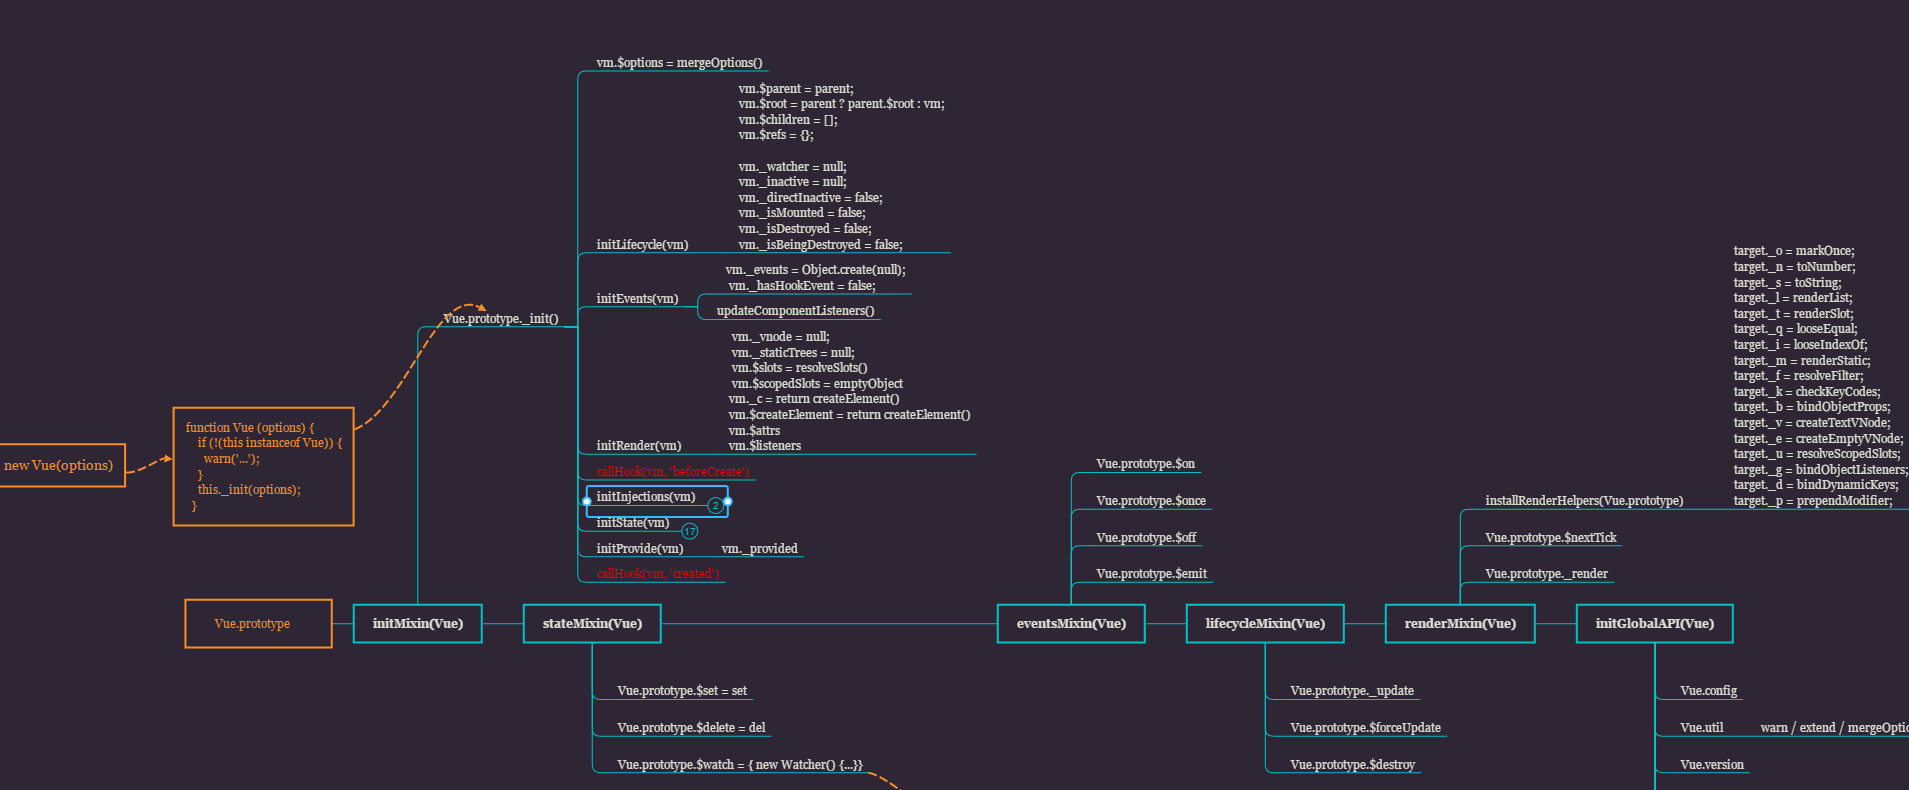 vm.$options = mergeOptions()
vm.$parent = parent;
vm.$root = parent ? parent.$root : vm;
vm.$children = [];
vm.$refs = {};
vm._watcher = null;
vm._inactive = null;
vm._directInactive = false;
vm._isMounted = false;
vm._isDestroyed = false;
initLifecycle(vm) vm._isBeingDestroyed = false;
vm._events = Object.create(null);
vm._hasHookEvent = false;
initEvents(vm)
updateComponentListeners()
Vue.prototype._init()
vm._vnode = null;
vm._staticTrees = null;
vm.$slots = resolveSlots()
vm.$scopedSlots = emptyObject
vm._c = return createElement()
vm.$createElement = return createElement()
vm.$attrs
initRender(vm) vm.$listeners
callHook(vm, 'beforeCreate')
initInjections(vm) 2
initState(vm) 17
initProvide(vm) vm._provided
callHook(vm, 'created')
new Vue(options)
function Vue (options) {
if (!(this instanceof Vue)) {
warn('...');
}
this._init(options);
}
Vue.prototype.$on
Vue.prototype.$once
Vue.prototype.$off
Vue.prototype.$emit
target._o = markOnce;
target._n = toNumber;
target._s = toString;
target._l = renderList;
target._t = renderSlot;
target._q = looseEqual;
target._i = looseIndexOf;
target._m = renderStatic;
target._f = resolveFilter;
target._k = checkKeyCodes;
target._b = bindObjectProps;
target._v = createTextVNode;
target._e = createEmptyVNode;
target._u = resolveScopedSlots;
target._g = bindObjectListeners;
target._d = bindDynamicKeys;
installRenderHelpers(Vue.prototype) target._p = prependModifier;
Vue.prototype.$nextTick
Vue.prototype._render
Vue.prototype
initMixin(Vue)
stateMixin(Vue)
eventsMixin(Vue)
lifecycleMixin(Vue)
renderMixin(Vue)
initGlobalAPI(Vue)
Vue.prototype.$set = set
Vue.prototype.$delete = del
Vue.prototype.$watch = { new Watcher() {...}}
Vue.prototype._update
Vue.prototype.$forceUpdate
Vue.prototype.$destroy
Vue.config
Vue.util warn / extend / mergeOptio
Vue.version